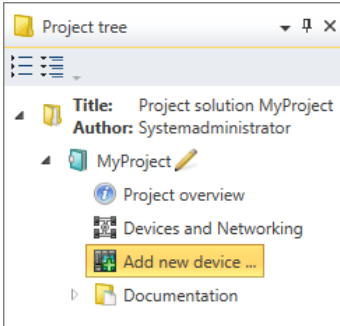 Project tree
Title: Project solution MyProject
Author: Systemadministrator
MyProject
Project overview
Devices and Networking
Add new device ...
Documentation